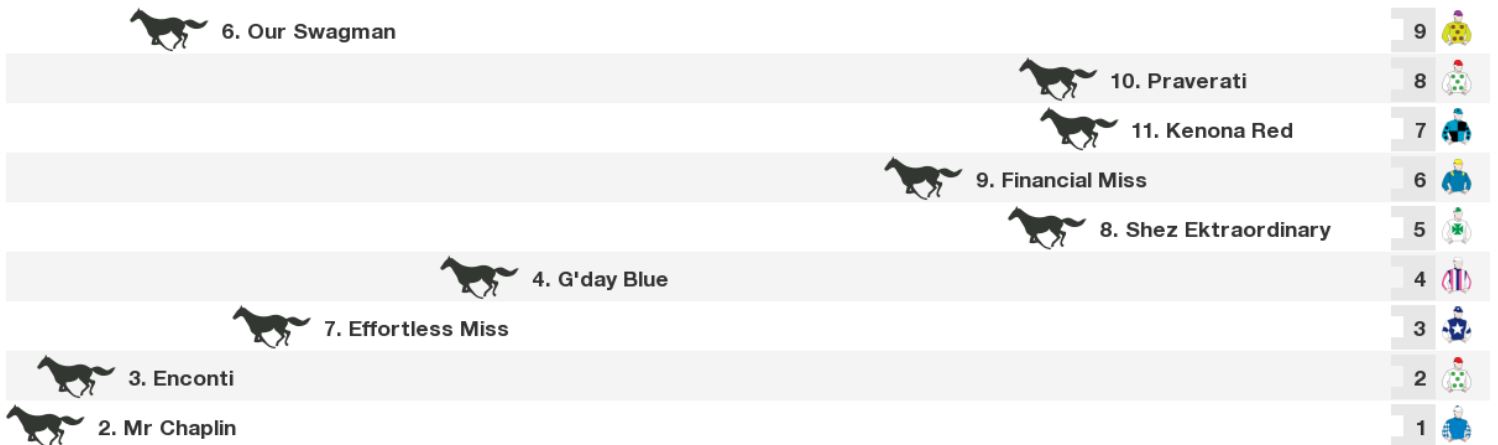 6. Our Swagman 9
10. Praverati 8
11. Kenona Red 7
9. Financial Miss 6
8. Shez Ektraordinary 5
4. G'day Blue 4
7. Effortless Miss 3
3. Enconti 2
2. Mr Chaplin 1